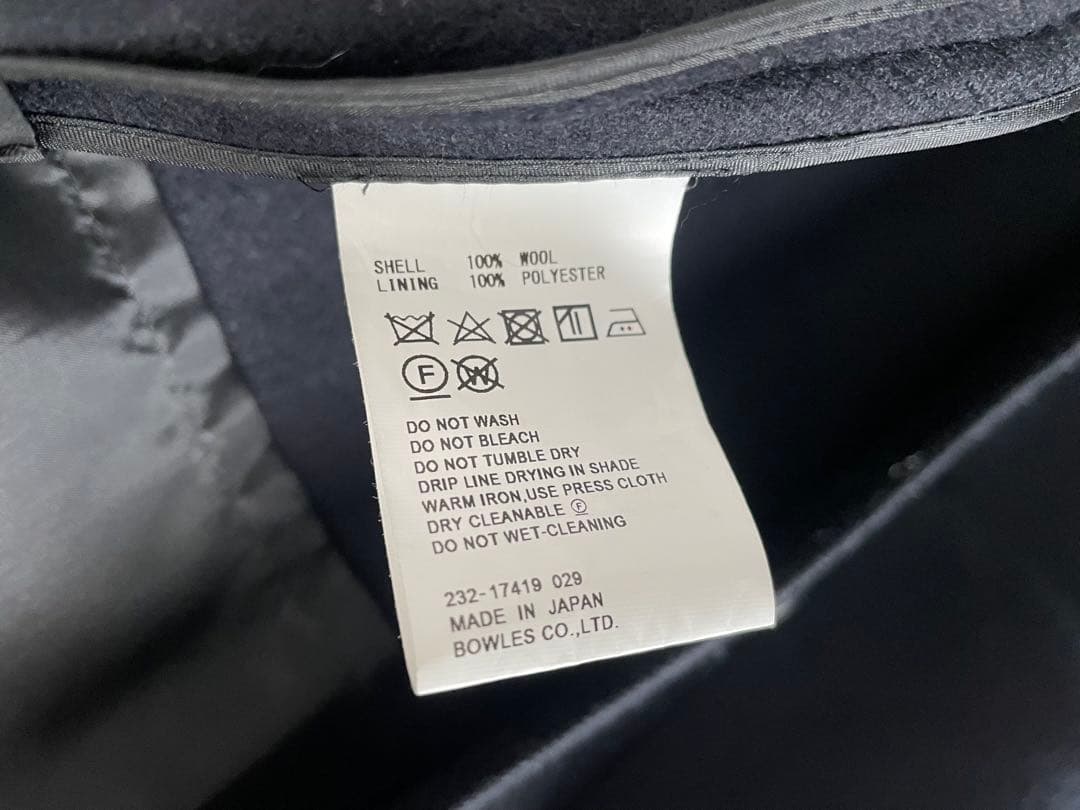 SHELL 100% WOOL
LINING 100% POLYESTER
F W
DO NOT WASH
DO NOT BLEACH
DO NOT TUMBLE DRY
DRIP LINE DRYING IN SHADE
WARM IRON,USE PRESS CLOTH
DRY CLEANABLE Ⓕ
DO NOT WET-CLEANING
232-17419 029
MADE IN JAPAN
BOWLES CO.,LTD.